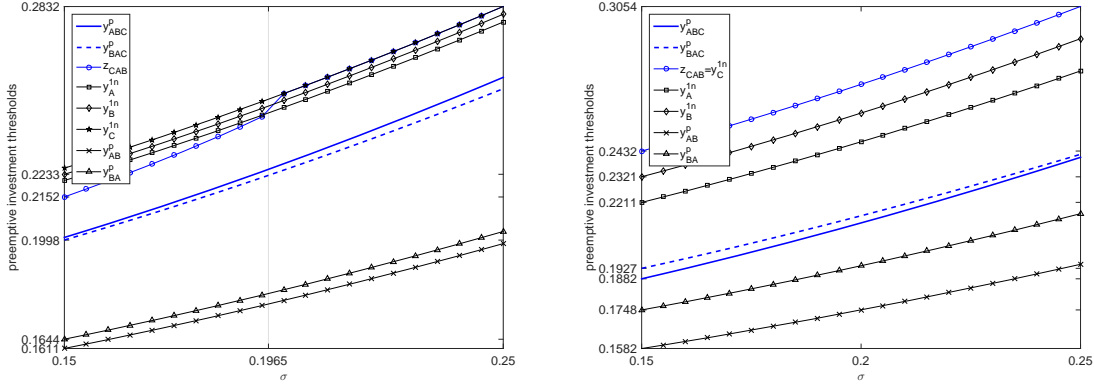 0.2832
0.2233
0.2152
0.1998
0.1644
0.1611
0.15
0.1965
0.25
σ
preemptive investment thresholds
y^p_ABC
y^p_BAC
z_CAB
y^1n_A
y^1n_B
y^1n_C
y^p_AB
y^p_BA
0.3054
0.2432
0.2321
0.2211
0.1927
0.1882
0.1748
0.1582
0.15
0.2
0.25
σ
preemptive investment thresholds
y^p_ABC
y^p_BAC
z_CAB=y^1n_C
y^1n_A
y^1n_B
y^p_AB
y^p_BA